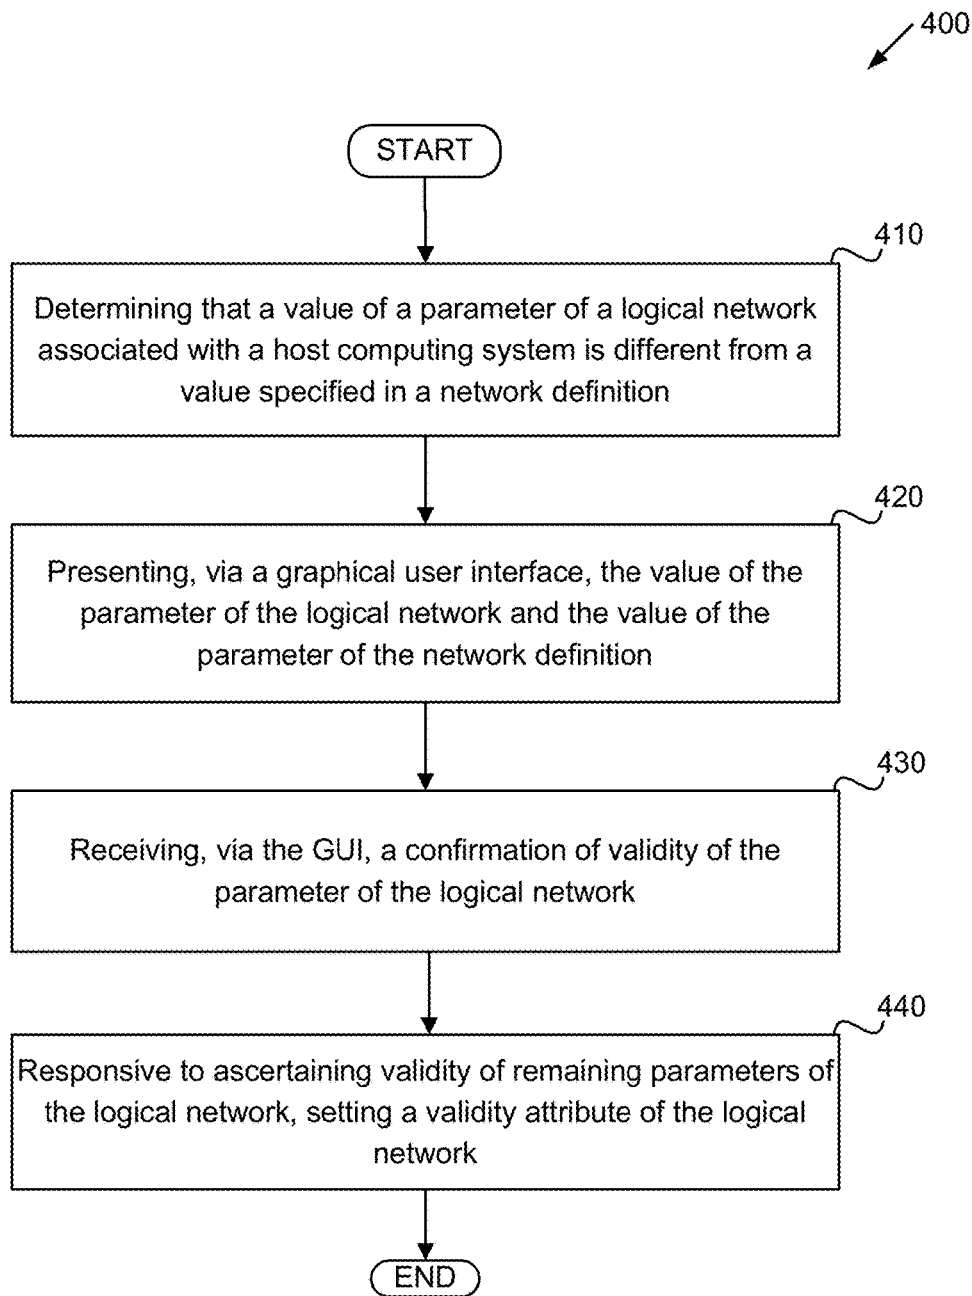 400
START
410
Determining that a value of a parameter of a logical network
associated with a host computing system is different from a
value specified in a network definition
420
Presenting, via a graphical user interface, the value of the
parameter of the logical network and the value of the
parameter of the network definition
430
Receiving, via the GUI, a confirmation of validity of the
parameter of the logical network
440
Responsive to ascertaining validity of remaining parameters of
the logical network, setting a validity attribute of the logical
network
END